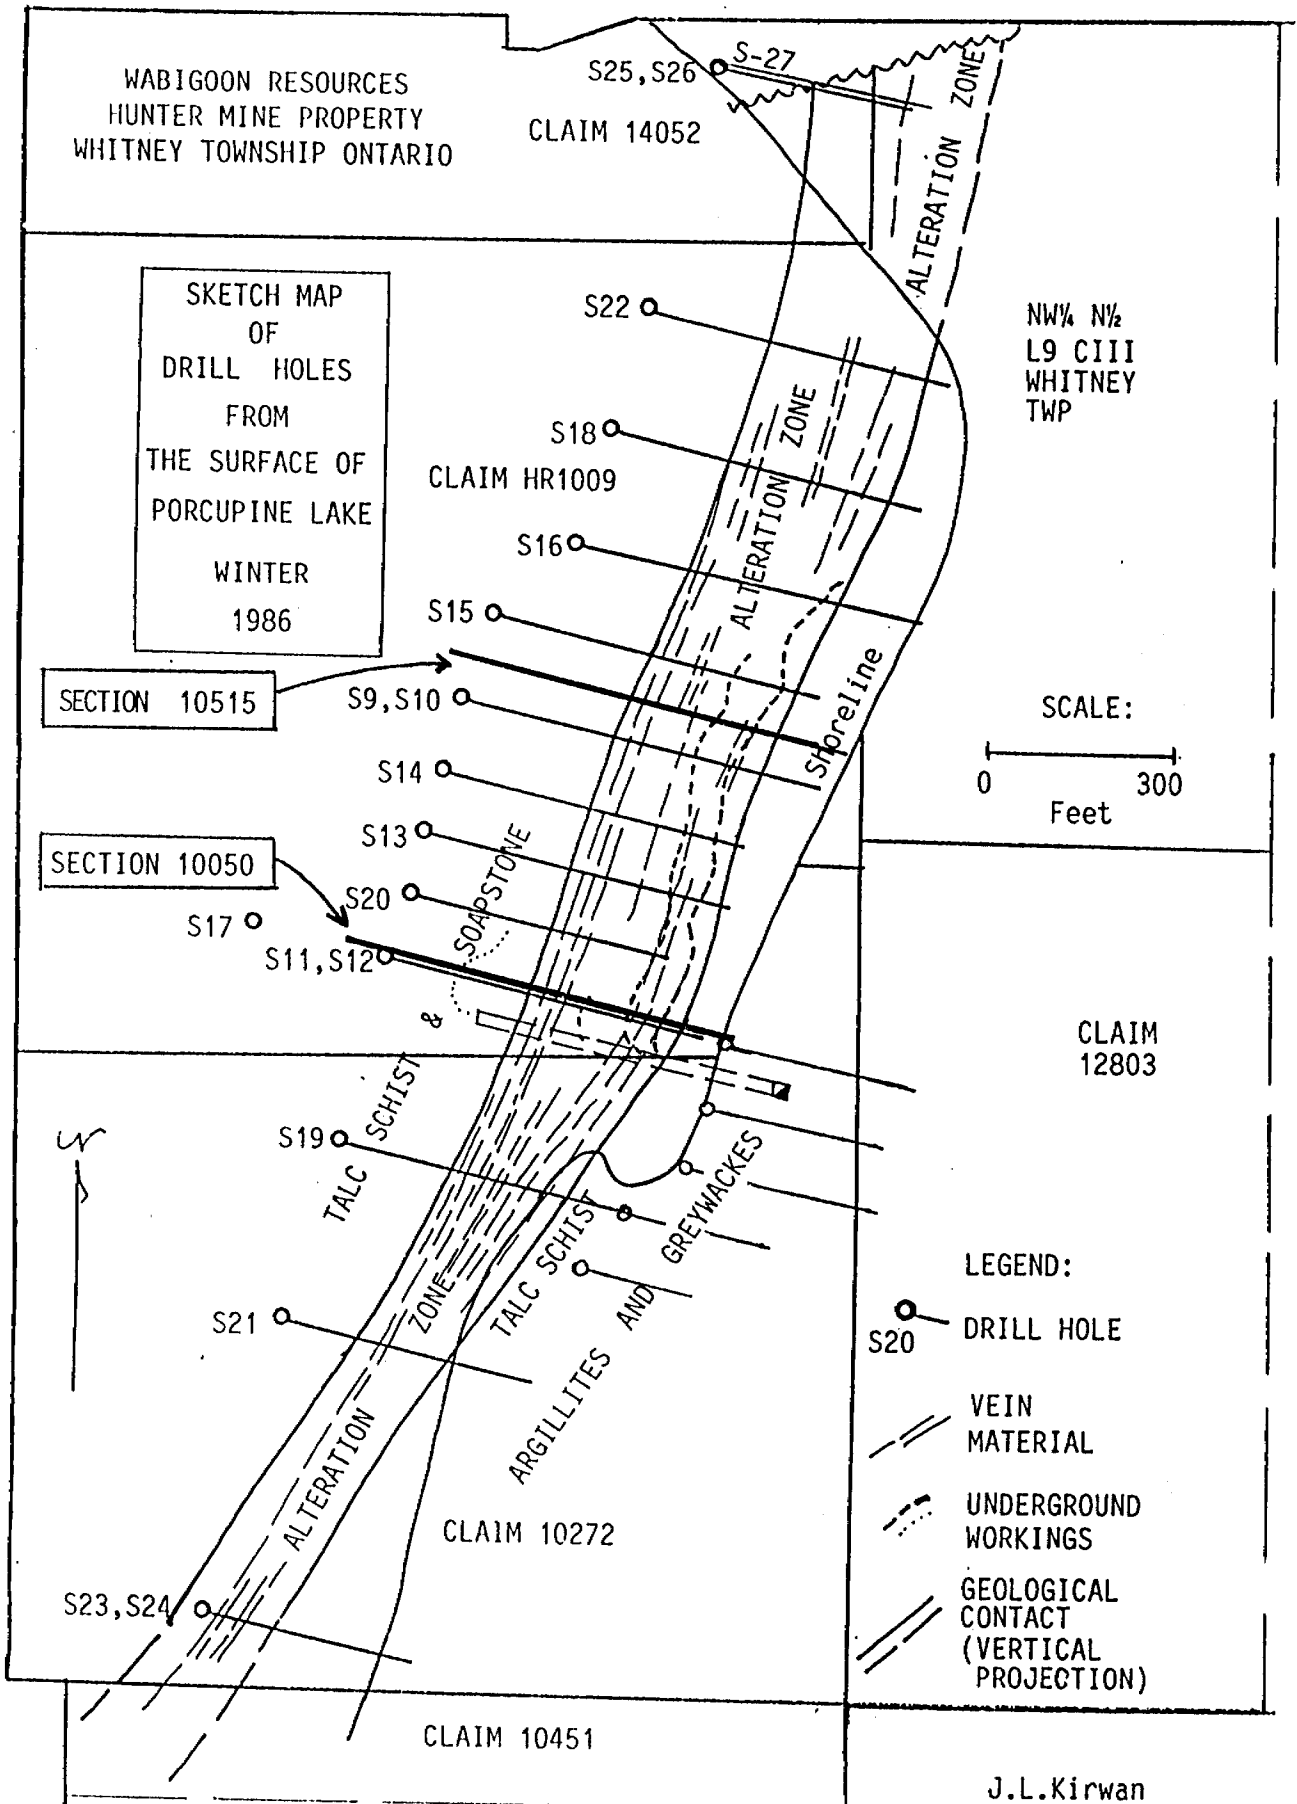 WABIGOON RESOURCES
HUNTER MINE PROPERTY
WHITNEY TOWNSHIP ONTARIO
S25,S26
S-27
CLAIM 14052
ALTERATION ZONE
SKETCH MAP
OF
DRILL HOLES
FROM
THE SURFACE OF
PORCUPINE LAKE
WINTER
1986
S22
NW¼ N½
L9 CIII
WHITNEY
TWP
S18
CLAIM HR1009
ALTERATION ZONE
S16
S15
SECTION 10515
S9,S10
Shoreline
SCALE:
0 300
Feet
S14
S13
SECTION 10050
S20
S17
S11,S12
TALC SCHIST & SOAPSTONE
CLAIM
12803
N
S19
TALC SCHIST
ARGILLITES AND GREYWACKES
S21
ALTERATION ZONE
CLAIM 10272
S23,S24
LEGEND:
S20
DRILL HOLE
VEIN
MATERIAL
UNDERGROUND
WORKINGS
GEOLOGICAL
CONTACT
(VERTICAL
PROJECTION)
CLAIM 10451
J.L.Kirwan